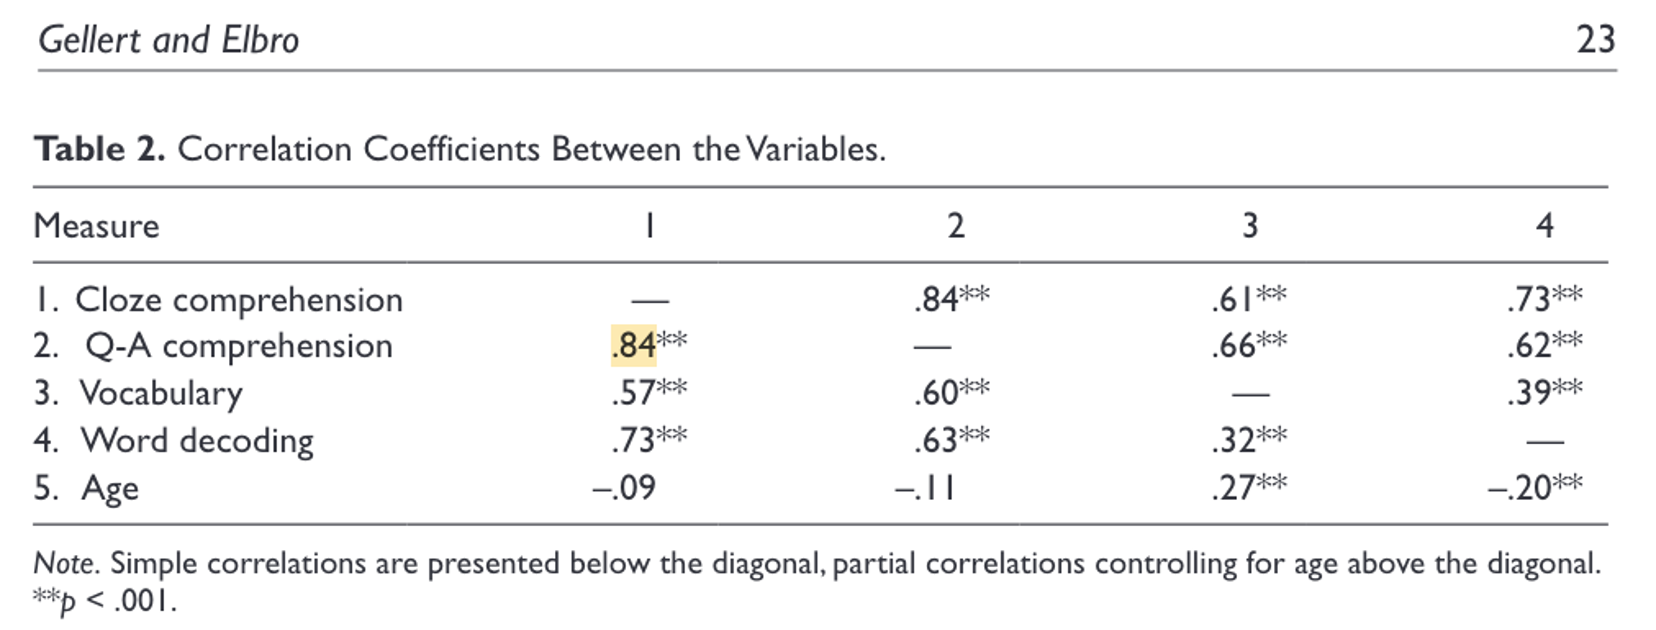 Gellert and Elbro 23
Table 2. Correlation Coefficients Between the Variables.
Measure 1 2 3 4
1. Cloze comprehension — .84** .61** .73**
2. Q-A comprehension .84** — .66** .62**
3. Vocabulary .57** .60** — .39**
4. Word decoding .73** .63** .32** —
5. Age –.09 –.11 .27** –.20**
Note. Simple correlations are presented below the diagonal, partial correlations controlling for age above the diagonal.
**p < .001.